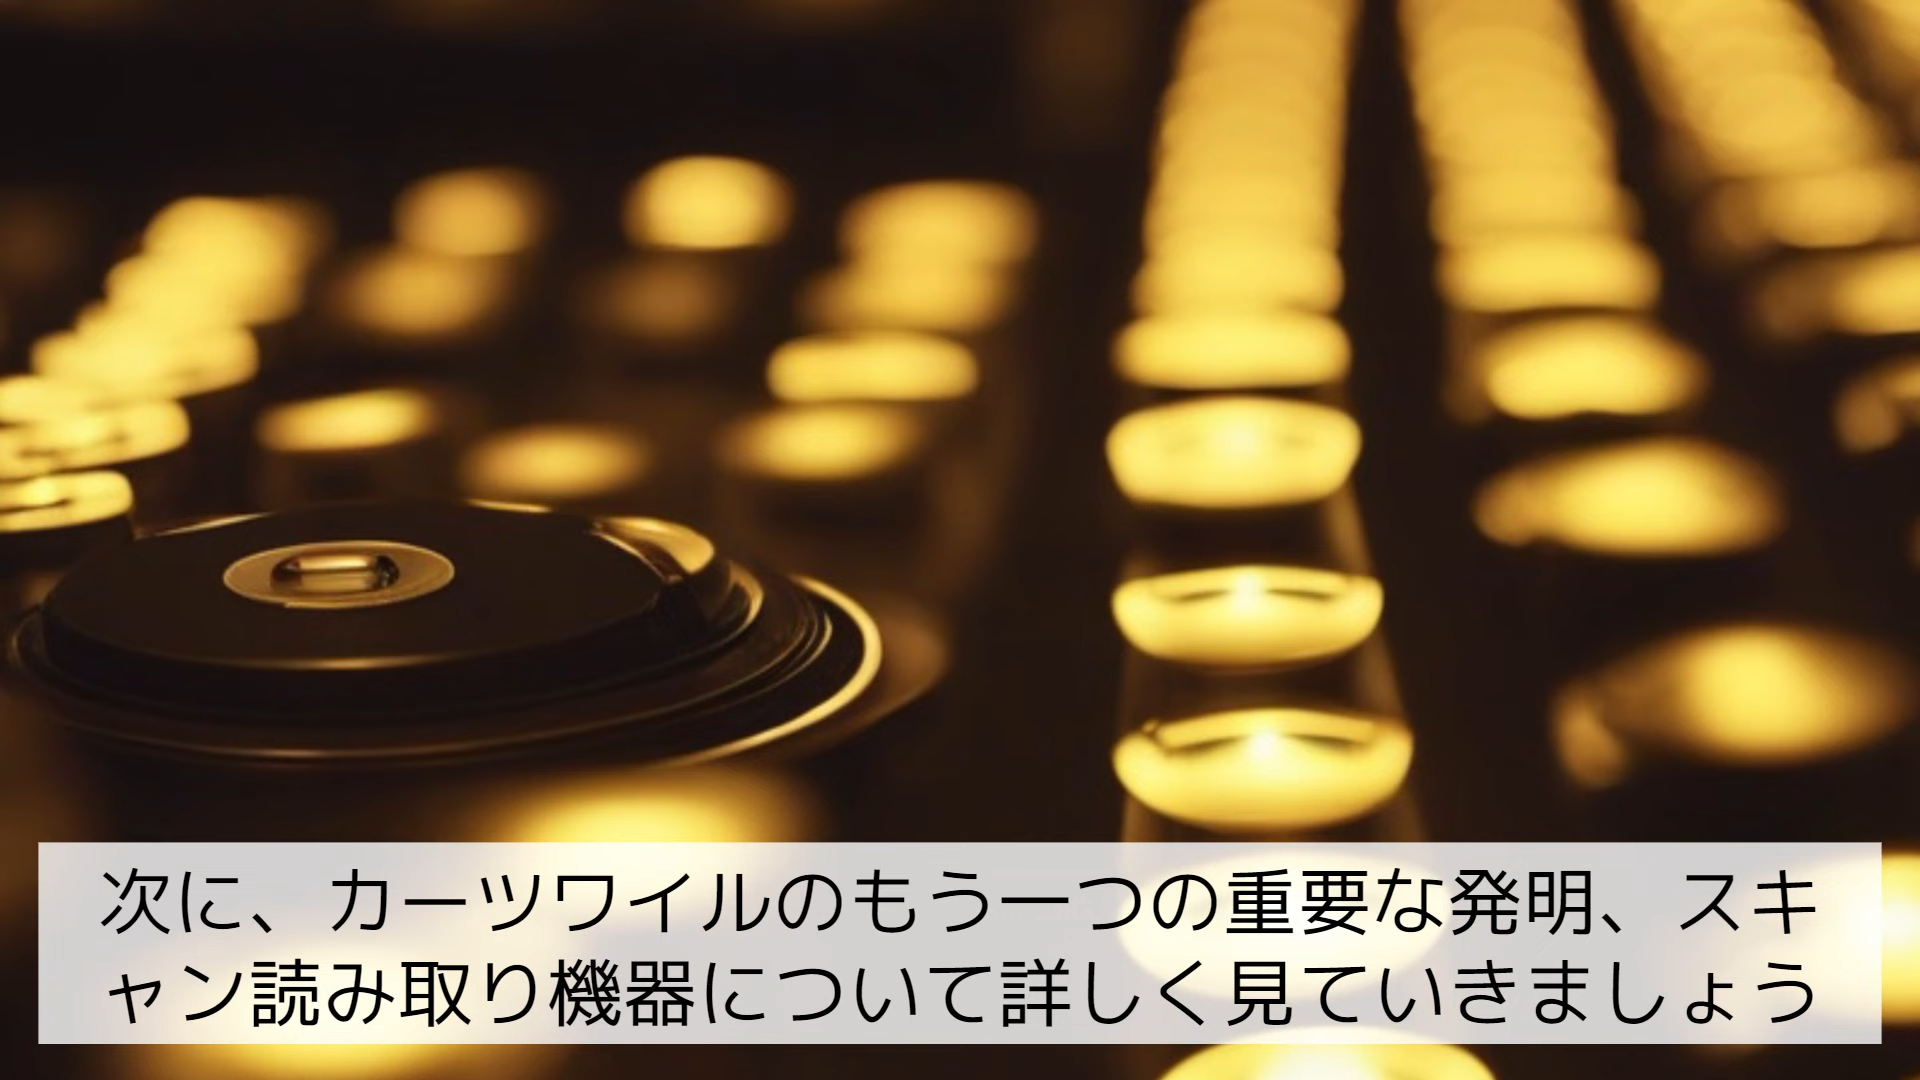 次に、カーツワイルのもう一つの重要な発明、スキ
ャン読み取り機器について詳しく見ていきましょう